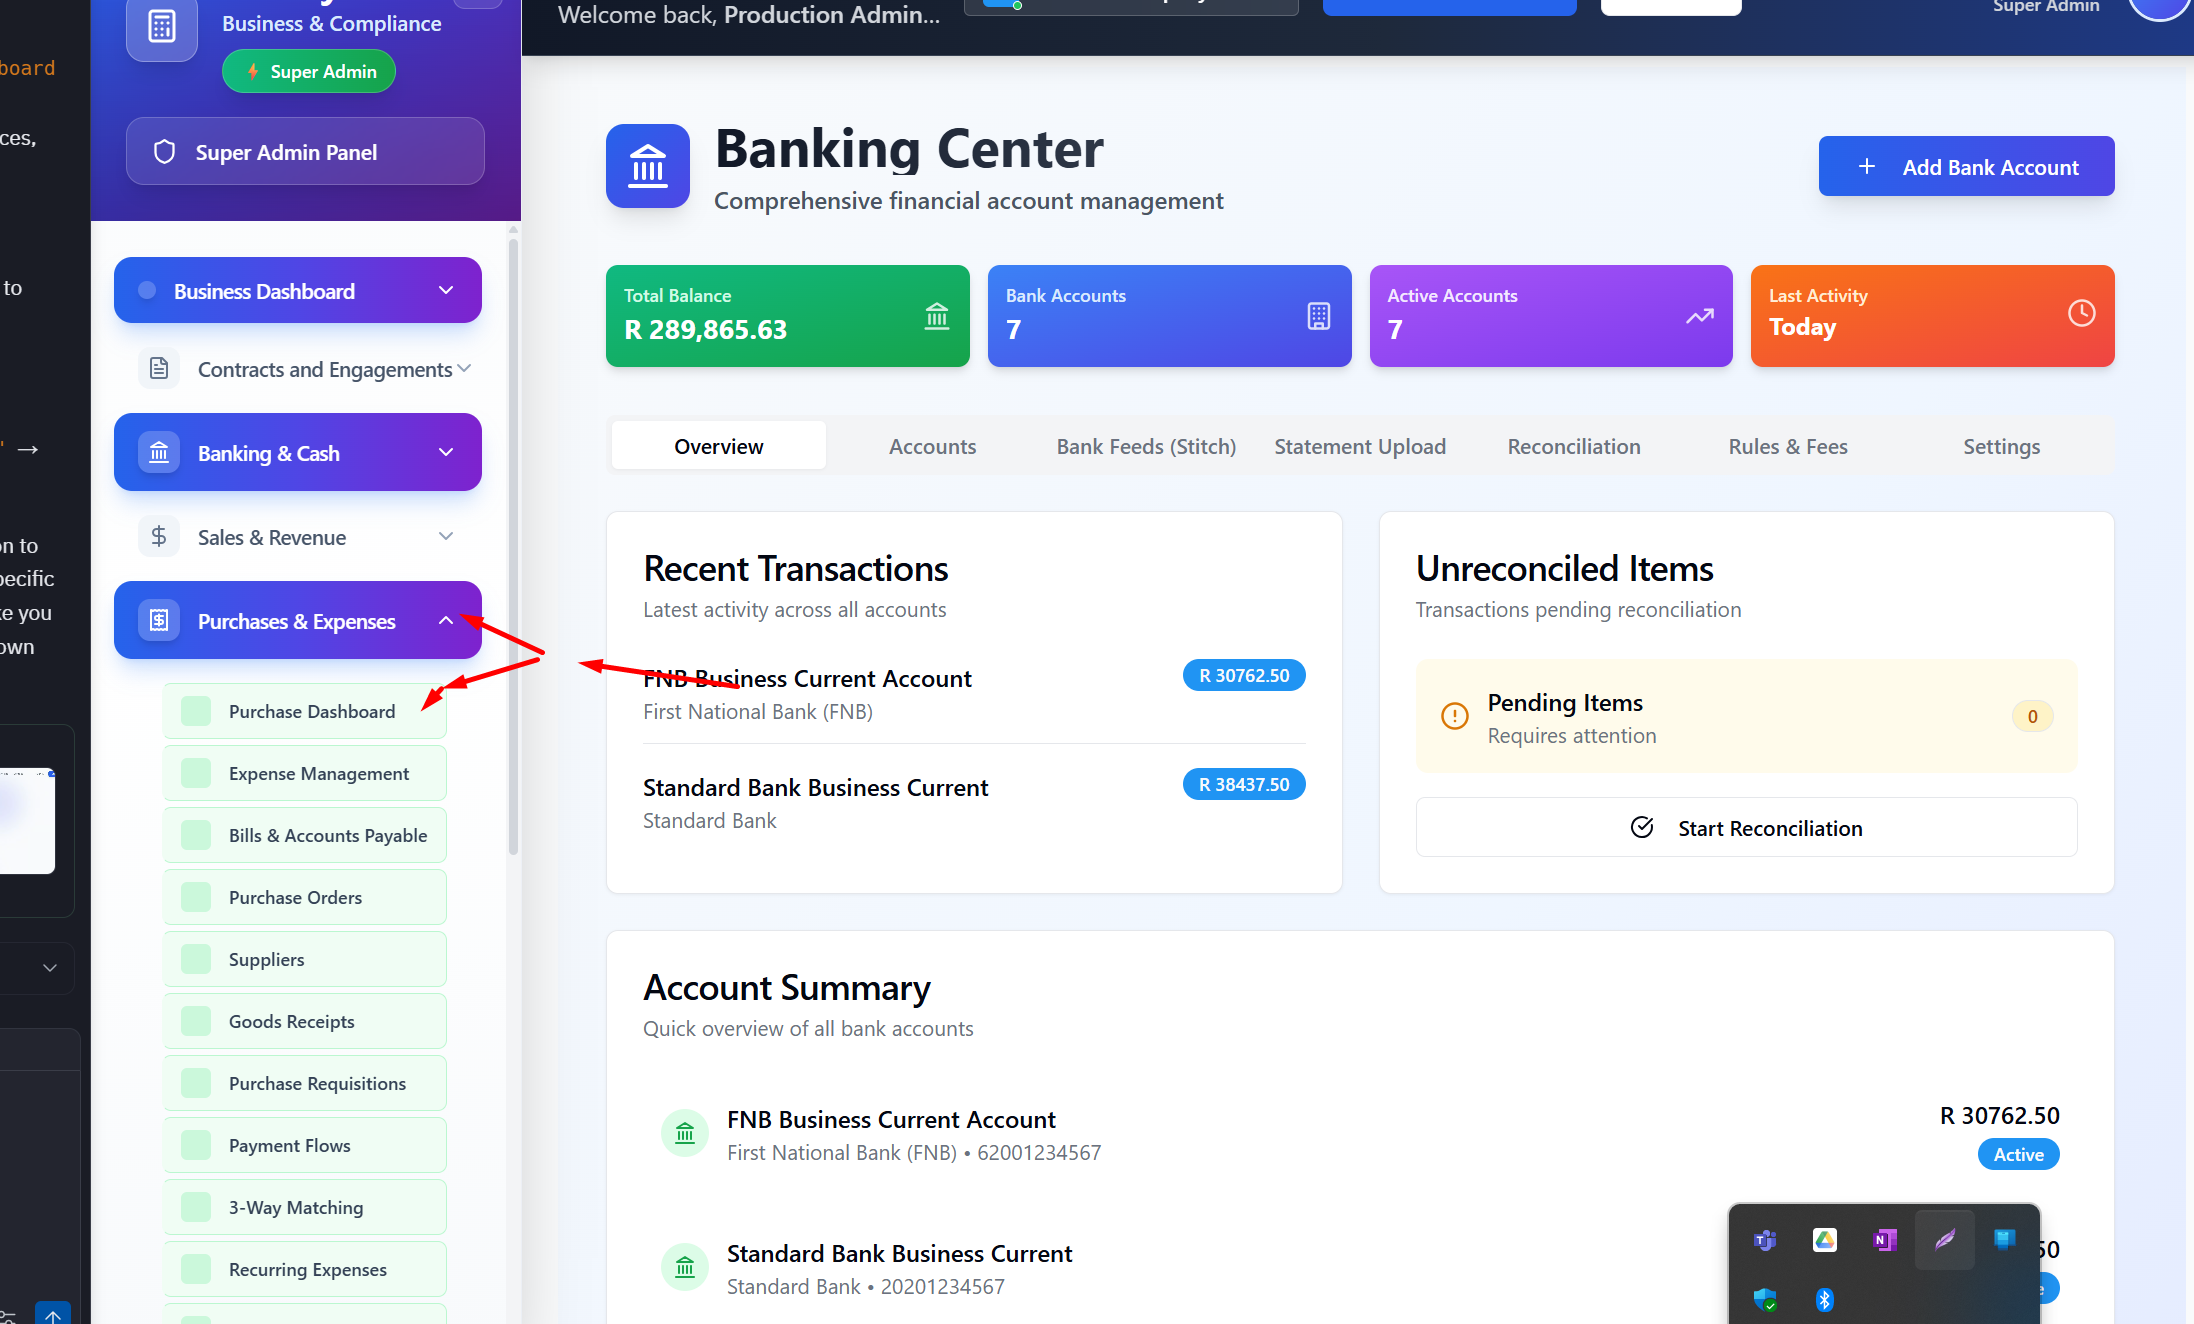 board
ces,
to
→
on to
pecific
ke you
own
Business & Compliance
Super Admin
Super Admin Panel
Business Dashboard
Contracts and Engagements
Banking & Cash
Sales & Revenue
Purchases & Expenses
Purchase Dashboard
Expense Management
Bills & Accounts Payable
Purchase Orders
Suppliers
Goods Receipts
Purchase Requisitions
Payment Flows
3-Way Matching
Recurring Expenses
Welcome back, Production Admin...
Super Admin
Banking Center
Comprehensive financial account management
+ Add Bank Account
Total Balance
R 289,865.63
Bank Accounts
7
Active Accounts
7
Last Activity
Today
Overview
Accounts
Bank Feeds (Stitch)
Statement Upload
Reconciliation
Rules & Fees
Settings
Recent Transactions
Latest activity across all accounts
FNB Business Current Account
R 30762.50
First National Bank (FNB)
Standard Bank Business Current
R 38437.50
Standard Bank
Unreconciled Items
Transactions pending reconciliation
Pending Items
0
Requires attention
Start Reconciliation
Account Summary
Quick overview of all bank accounts
FNB Business Current Account
R 30762.50
First National Bank (FNB) • 62001234567
Active
Standard Bank Business Current
50
Standard Bank • 20201234567